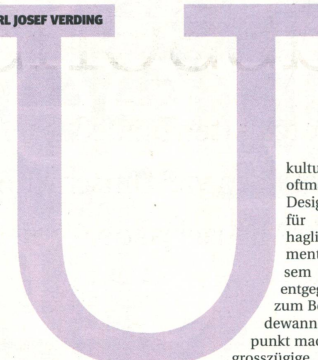 RL JOSEF VERDING
U
kultu
oftm
Desig
für
hagli
ment
sem
entgeg
zum Be
dewann
punkt mac
grosszügige